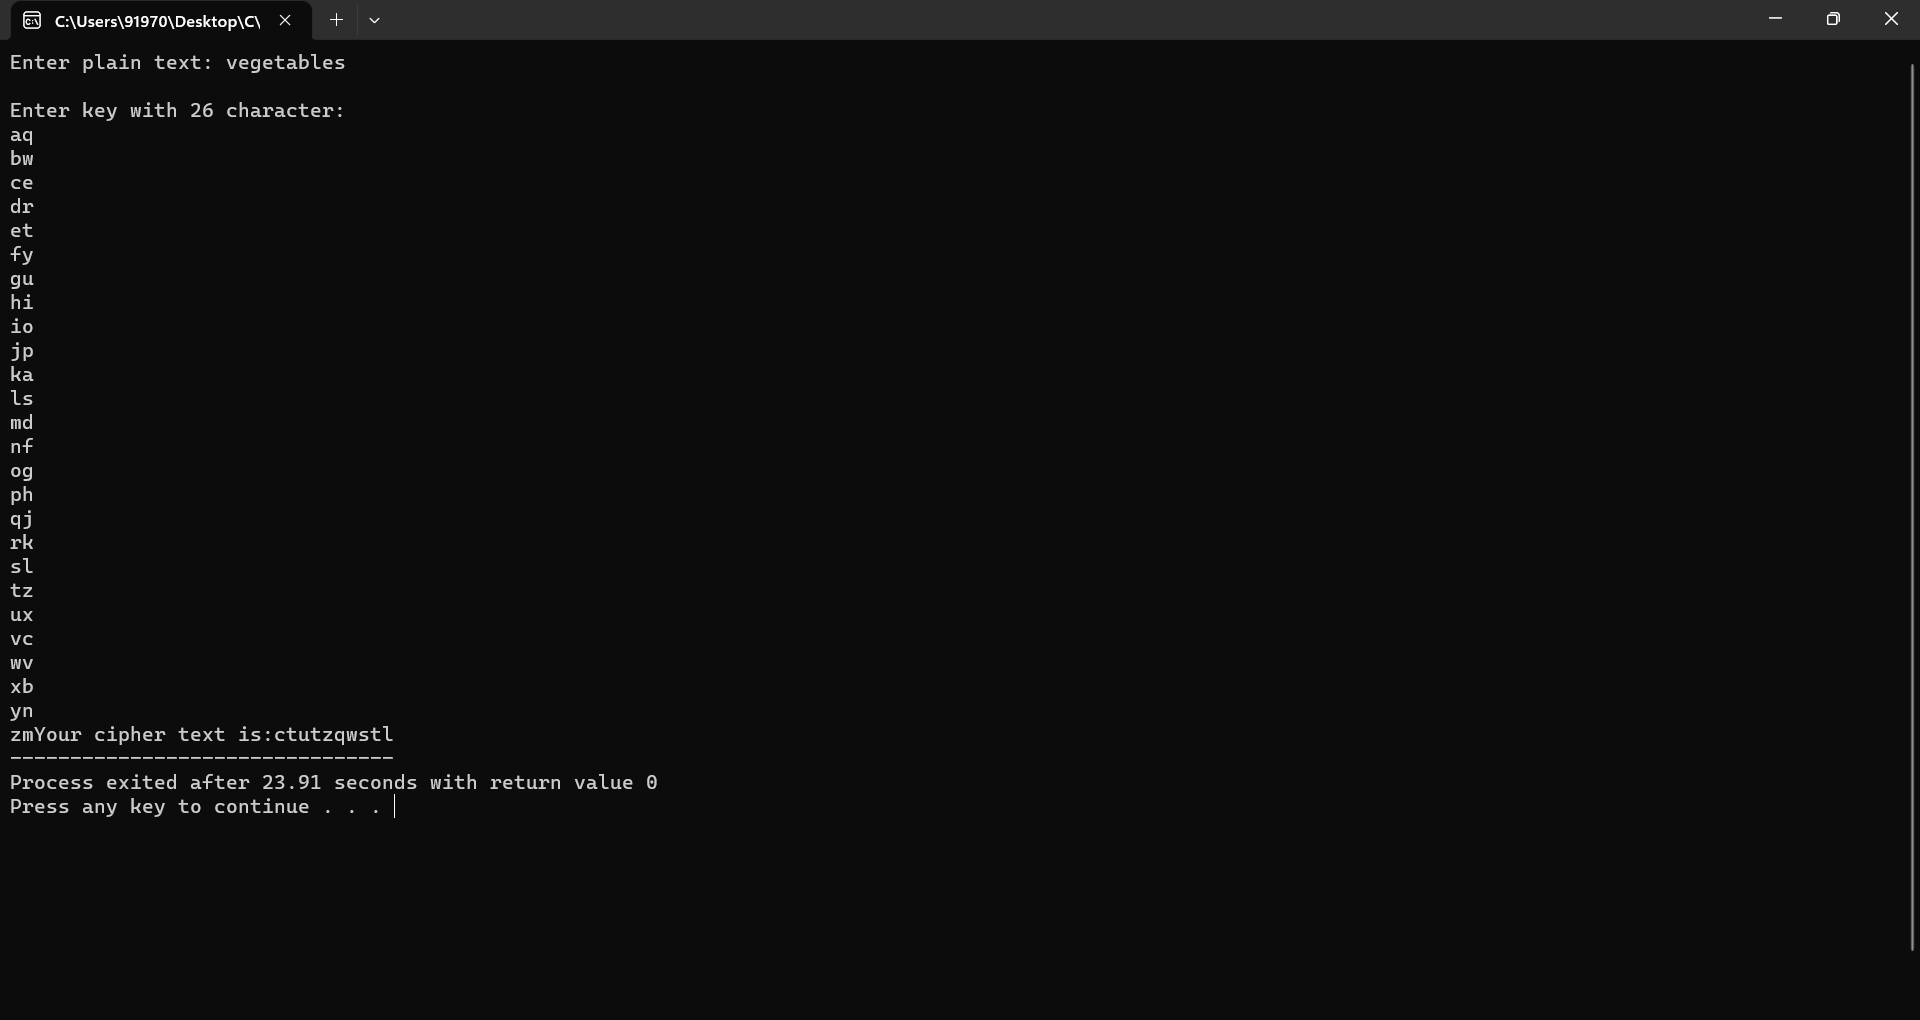 C:\Users\91970\Desktop\C\
Enter plain text: vegetables
Enter key with 26 character:
aq
bw
ce
dr
et
fy
gu
hi
io
jp
ka
ls
md
nf
og
ph
qj
rk
sl
tz
ux
vc
wv
xb
yn
zmYour cipher text is:ctutzqwstl
--------------------------------
Process exited after 23.91 seconds with return value 0
Press any key to continue . . .